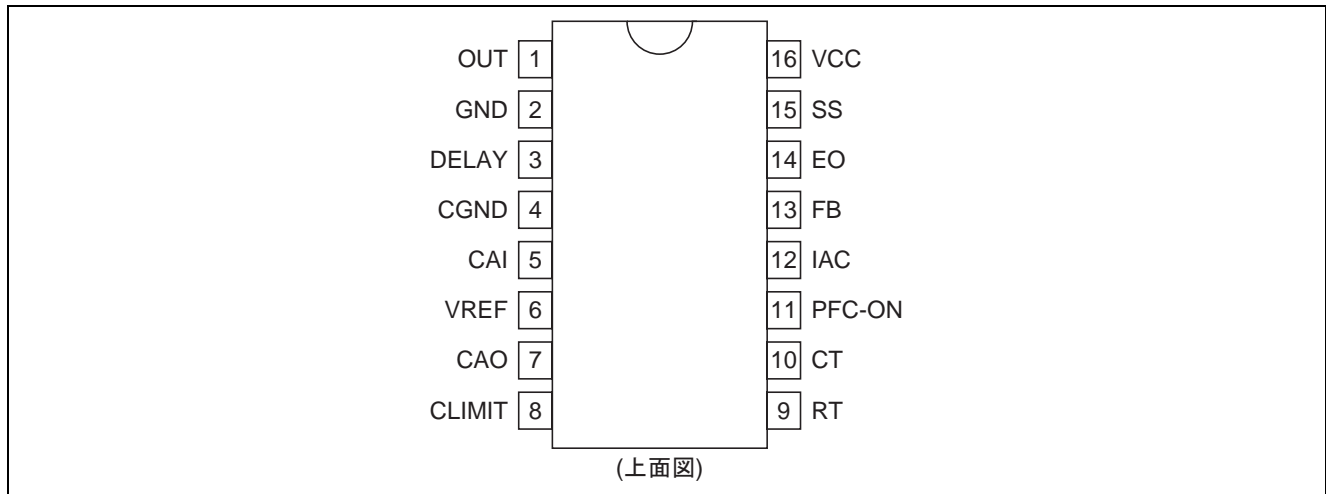 OUT 1 16 VCC
GND 2 15 SS
DELAY 3 14 EO
CGND 4 13 FB
CAI 5 12 IAC
VREF 6 11 PFC-ON
CAO 7 10 CT
CLIMIT 8 9 RT
(上面図)